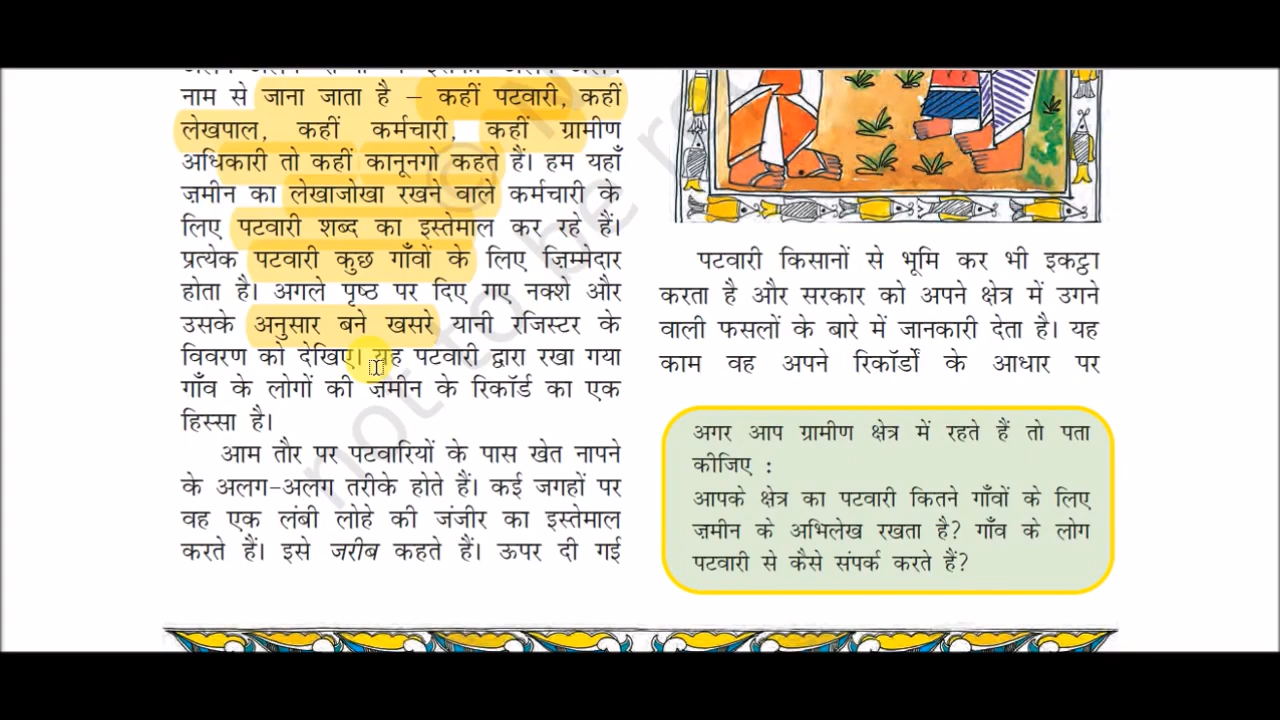 नाम से जाना जाता है – कहीं पटवारी, कहीं
लेखपाल, कहीं कर्मचारी, कहीं ग्रामीण
अधिकारी तो कहीं कानूनगो कहते हैं। हम यहाँ
ज़मीन का लेखाजोखा रखने वाले कर्मचारी के
लिए पटवारी शब्द का इस्तेमाल कर रहे हैं।
प्रत्येक पटवारी कुछ गाँवों के लिए ज़िम्मेदार
होता है। अगले पृष्ठ पर दिए गए नक्शे और
उसके अनुसार बने खसरे यानी रजिस्टर के
विवरण को देखिए। यह पटवारी द्वारा रखा गया
गाँव के लोगों की ज़मीन के रिकॉर्ड का एक
हिस्सा है।
आम तौर पर पटवारियों के पास खेत नापने
के अलग-अलग तरीके होते हैं। कई जगहों पर
वह एक लंबी लोहे की जंजीर का इस्तेमाल
करते हैं। इसे जरीब कहते हैं। ऊपर दी गई
पटवारी किसानों से भूमि कर भी इकट्ठा
करता है और सरकार को अपने क्षेत्र में उगने
वाली फसलों के बारे में जानकारी देता है। यह
काम वह अपने रिकॉर्डों के आधार पर
अगर आप ग्रामीण क्षेत्र में रहते हैं तो पता
कीजिए :
आपके क्षेत्र का पटवारी कितने गाँवों के लिए
ज़मीन के अभिलेख रखता है? गाँव के लोग
पटवारी से कैसे संपर्क करते हैं?
not to be re